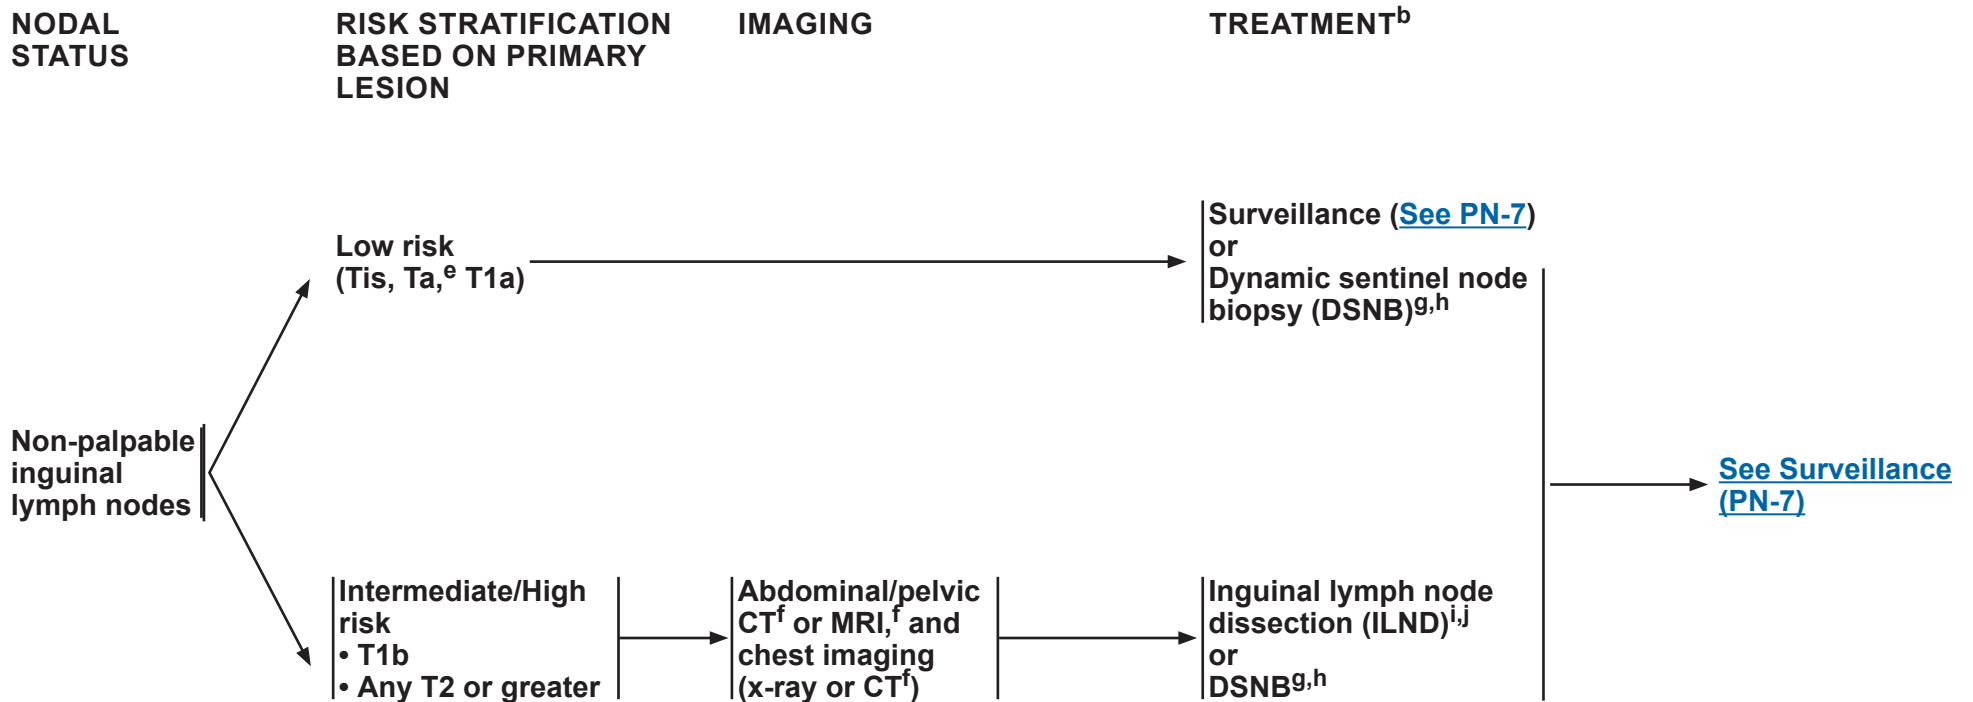 NODAL
STATUS
RISK STRATIFICATION
BASED ON PRIMARY
LESION
IMAGING
TREATMENTb
Low risk
(Tis, Ta,e T1a)
Surveillance (See PN-7)
or
Dynamic sentinel node
biopsy (DSNB)g,h
Non-palpable
inguinal
lymph nodes
See Surveillance
(PN-7)
Intermediate/High
risk
• T1b
• Any T2 or greater
Abdominal/pelvic
CTf or MRI,f and
chest imaging
(x-ray or CTf)
Inguinal lymph node
dissection (ILND)i,j
or
DSNBg,h